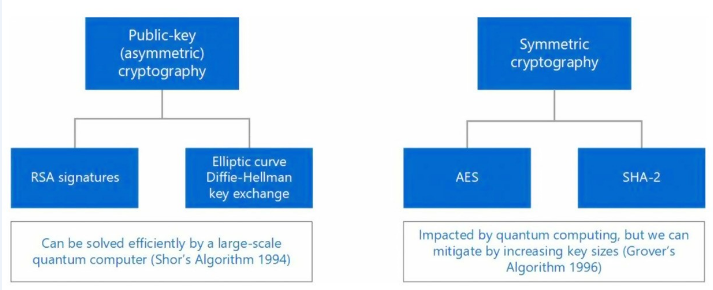 Public-key
(asymmetric)
cryptography
Symmetric
cryptography
RSA signatures
Elliptic curve
Diffie-Hellman
key exchange
AES
SHA-2
Can be solved efficiently by a large-scale
quantum computer (Shor's Algorithm 1994)
Impacted by quantum computing, but we can
mitigate by increasing key sizes (Grover's
Algorithm 1996)